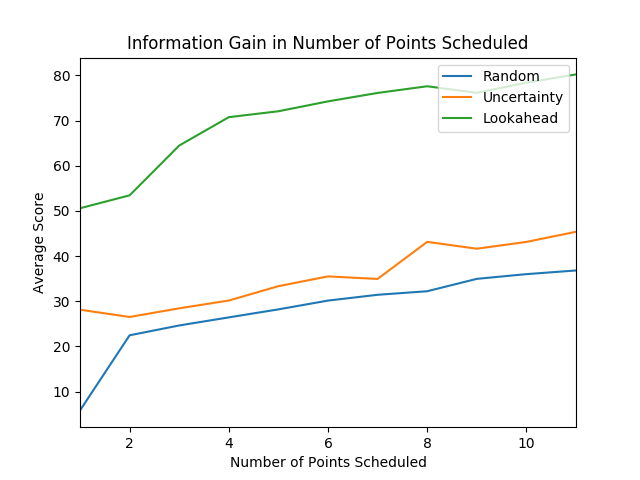 Information Gain in Number of Points Scheduled
Random
Uncertainty
Lookahead
80
70
60
50
40
30
20
10
Average Score
2 4 6 8 10
Number of Points Scheduled